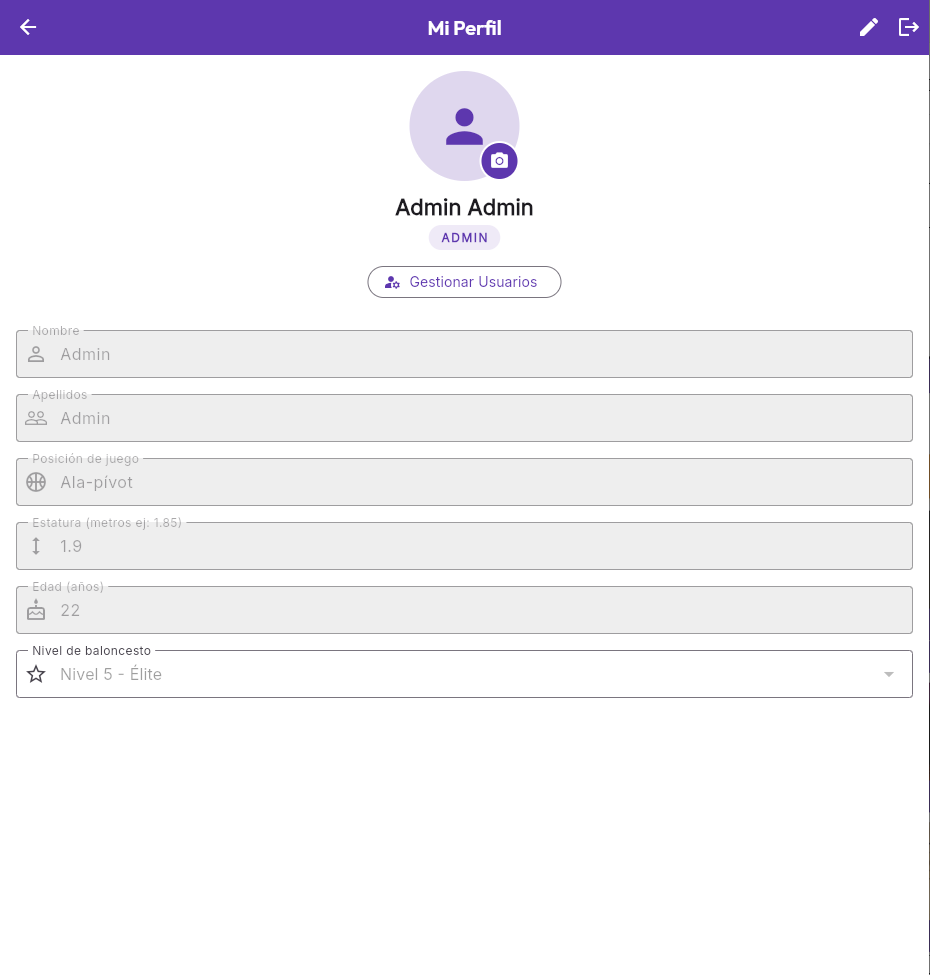 Mi Perfil
Admin Admin
ADMIN
Gestionar Usuarios
Nombre
Admin
Apellidos
Admin
Posición de juego
Ala-pívot
Estatura (metros ej: 1.85)
1.9
Edad (años)
22
Nivel de baloncesto
Nivel 5 - Élite